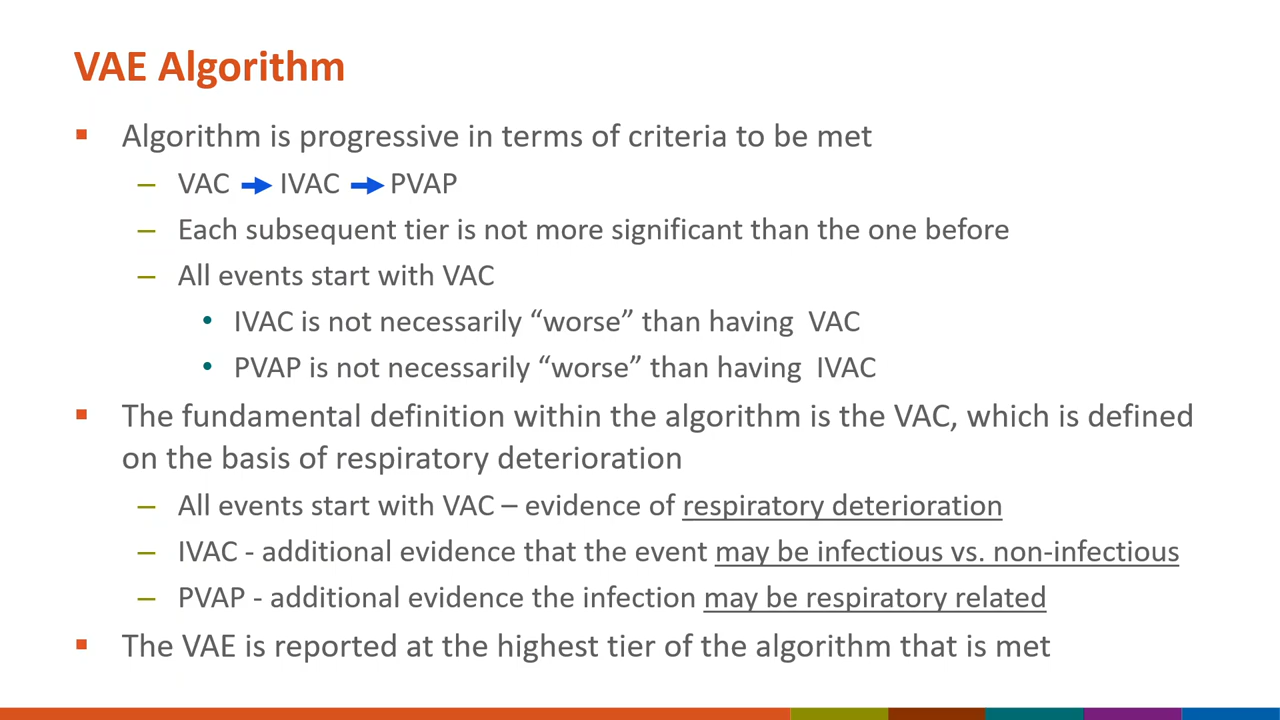 VAE Algorithm
Algorithm is progressive in terms of criteria to be met
– VAC → IVAC → PVAP
– Each subsequent tier is not more significant than the one before
– All events start with VAC
• IVAC is not necessarily “worse” than having VAC
• PVAP is not necessarily “worse” than having IVAC
The fundamental definition within the algorithm is the VAC, which is defined
on the basis of respiratory deterioration
– All events start with VAC – evidence of respiratory deterioration
– IVAC - additional evidence that the event may be infectious vs. non-infectious
– PVAP - additional evidence the infection may be respiratory related
The VAE is reported at the highest tier of the algorithm that is met